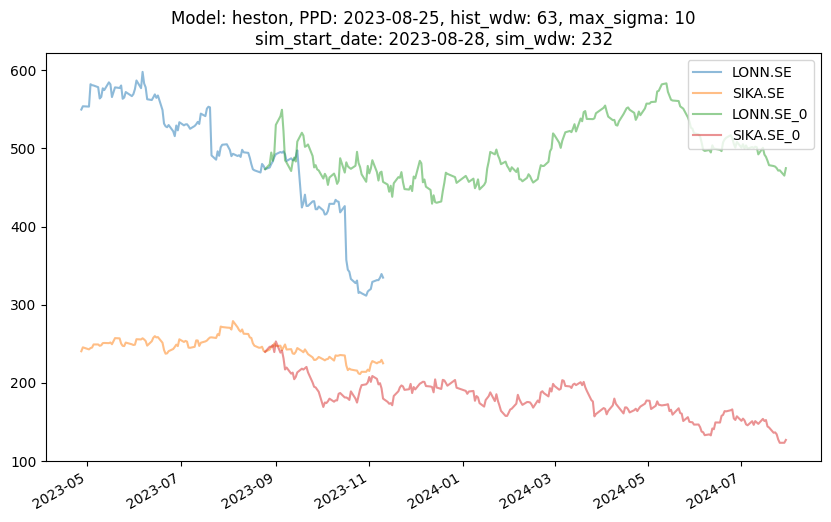 Model: heston, PPD: 2023-08-25, hist_wdw: 63, max_sigma: 10
sim_start_date: 2023-08-28, sim_wdw: 232
LONN.SE
SIKA.SE
LONN.SE_0
SIKA.SE_0
600
500
400
300
200
100
2023-05
2023-07
2023-09
2023-11
2024-01
2024-03
2024-05
2024-07